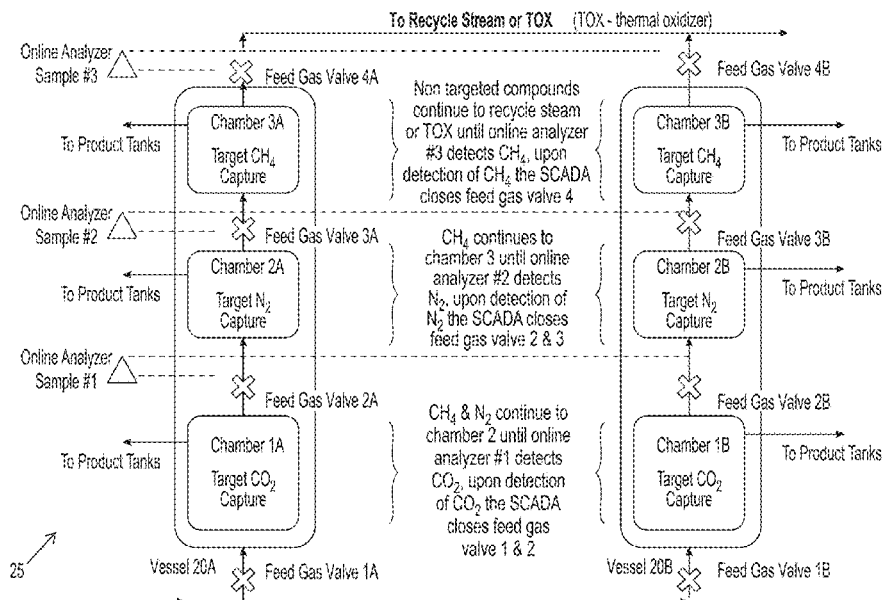 To Recycle Stream or TOX (TOX - thermal oxidizer)
Online Analyzer
Sample #3
Feed Gas Valve 4A
Feed Gas Valve 4B
Chamber 3A
Target CH₄
Capture
To Product Tanks
Non targeted compounds
continue to recycle steam
or TOX until online analyzer
#3 detects CH₄, upon
detection of CH₄ the SCADA
closes feed gas valve 4
Chamber 3B
Target CH₄
Capture
To Product Tanks
Online Analyzer
Sample #2
Feed Gas Valve 3A
Feed Gas Valve 3B
Chamber 2A
Target N₂
Capture
To Product Tanks
CH₄ continues to
chamber 3 until online
analyzer #2 detects
N₂, upon detection of
N₂ the SCADA closes
feed gas valve 2 & 3
Chamber 2B
Target N₂
Capture
To Product Tanks
Online Analyzer
Sample #1
Feed Gas Valve 2A
Feed Gas Valve 2B
Chamber 1A
Target CO₂
Capture
To Product Tanks
CH₄ & N₂ continue to
chamber 2 until online
analyzer #1 detects
CO₂, upon detection
of CO₂ the SCADA
closes feed gas
valve 1 & 2
Chamber 1B
Target CO₂
Capture
To Product Tanks
25
Vessel 20A
Feed Gas Valve 1A
Vessel 20B
Feed Gas Valve 1B